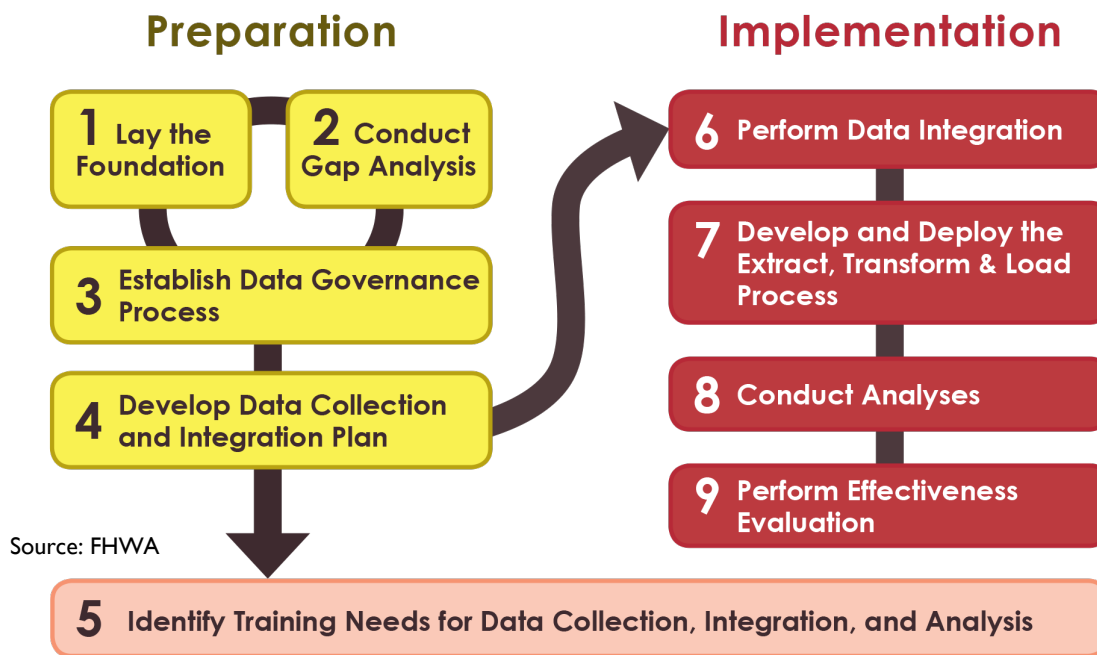 Preparation
Implementation
1 Lay the
Foundation
2 Conduct
Gap Analysis
3 Establish Data Governance
Process
4 Develop Data Collection
and Integration Plan
6 Perform Data Integration
7 Develop and Deploy the
Extract, Transform & Load
Process
8 Conduct Analyses
9 Perform Effectiveness
Evaluation
Source: FHWA
5 Identify Training Needs for Data Collection, Integration, and Analysis